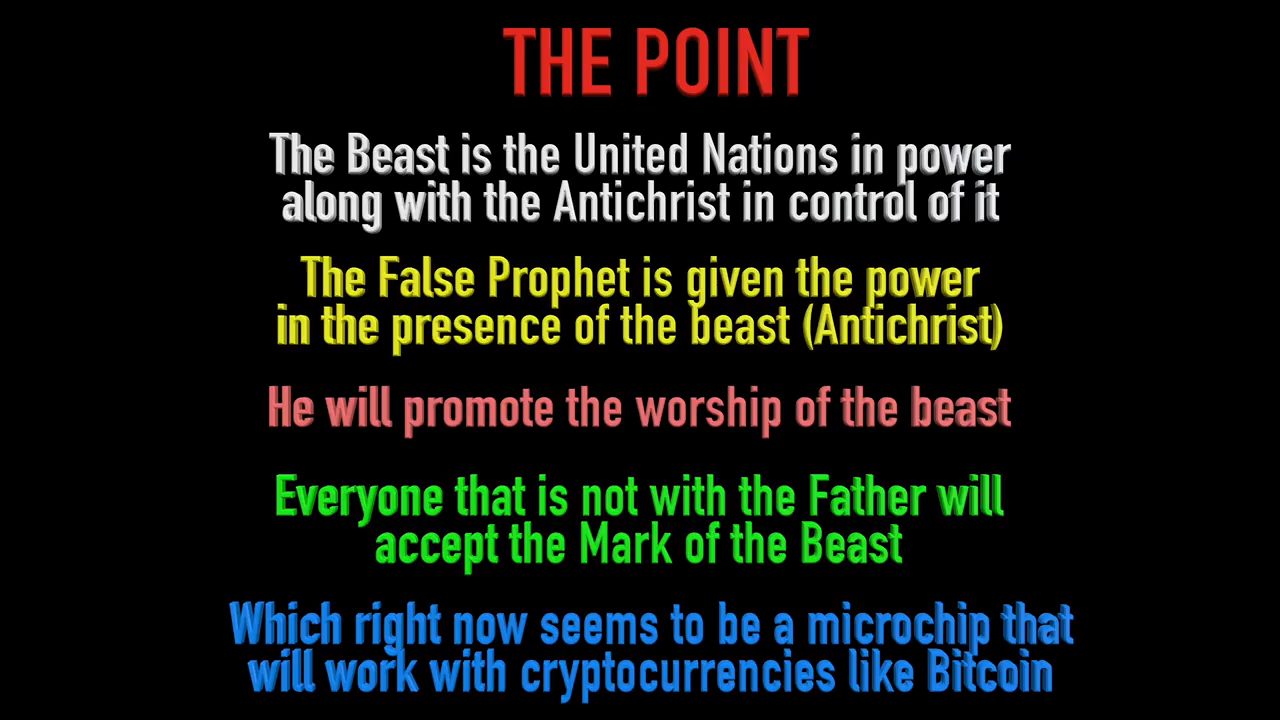 THE POINT
The Beast is the United Nations in power
along with the Antichrist in control of it
The False Prophet is given the power
in the presence of the beast (Antichrist)
He will promote the worship of the beast
Everyone that is not with the Father will
accept the Mark of the Beast
Which right now seems to be a microchip that
will work with cryptocurrencies like Bitcoin